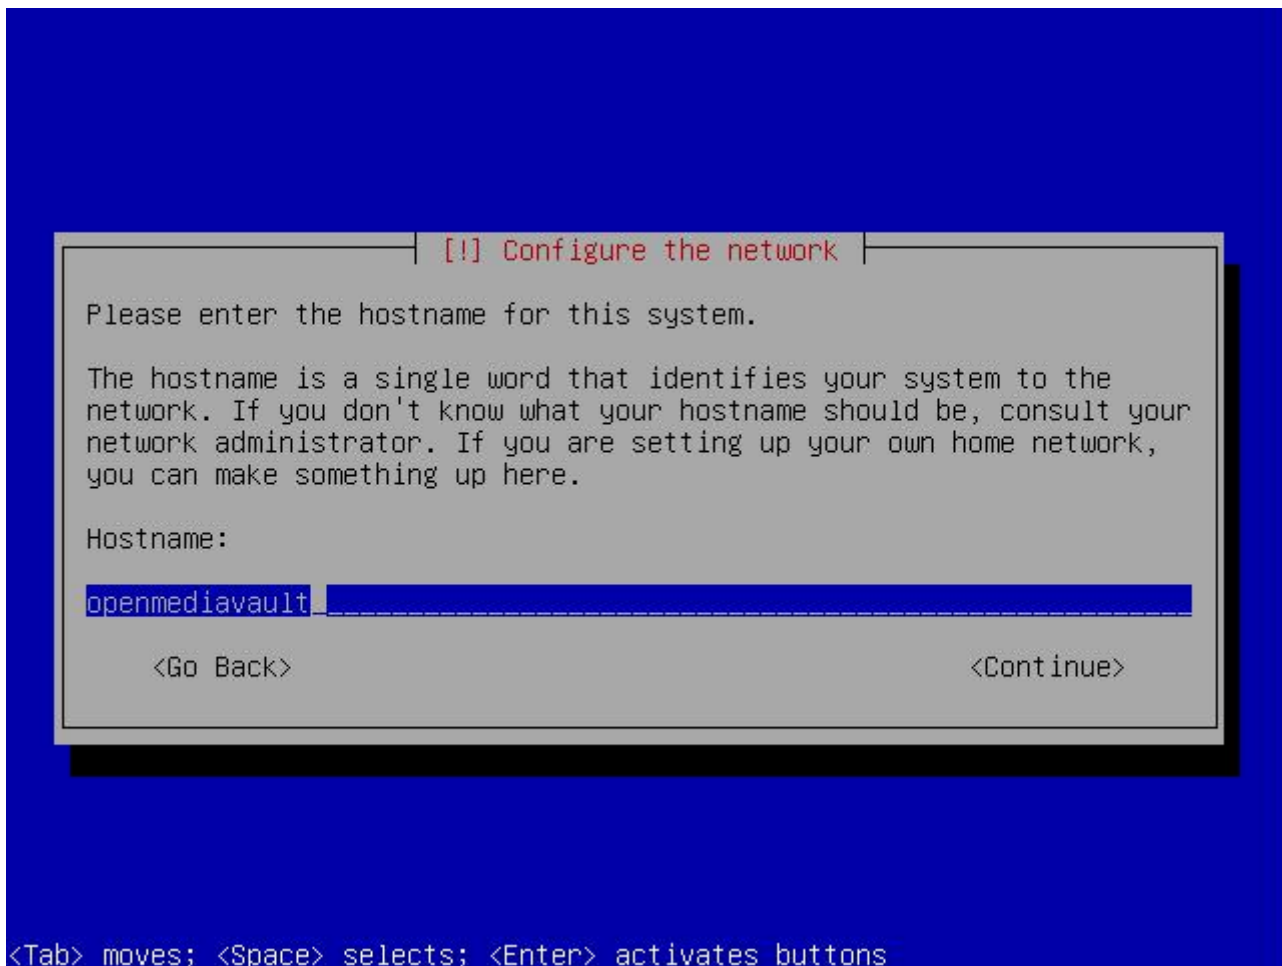 [!] Configure the network
Please enter the hostname for this system.
The hostname is a single word that identifies your system to the
network. If you don't know what your hostname should be, consult your
network administrator. If you are setting up your own home network,
you can make something up here.
Hostname:
openmediavault
<Go Back> <Continue>
<Tab> moves; <Space> selects; <Enter> activates buttons